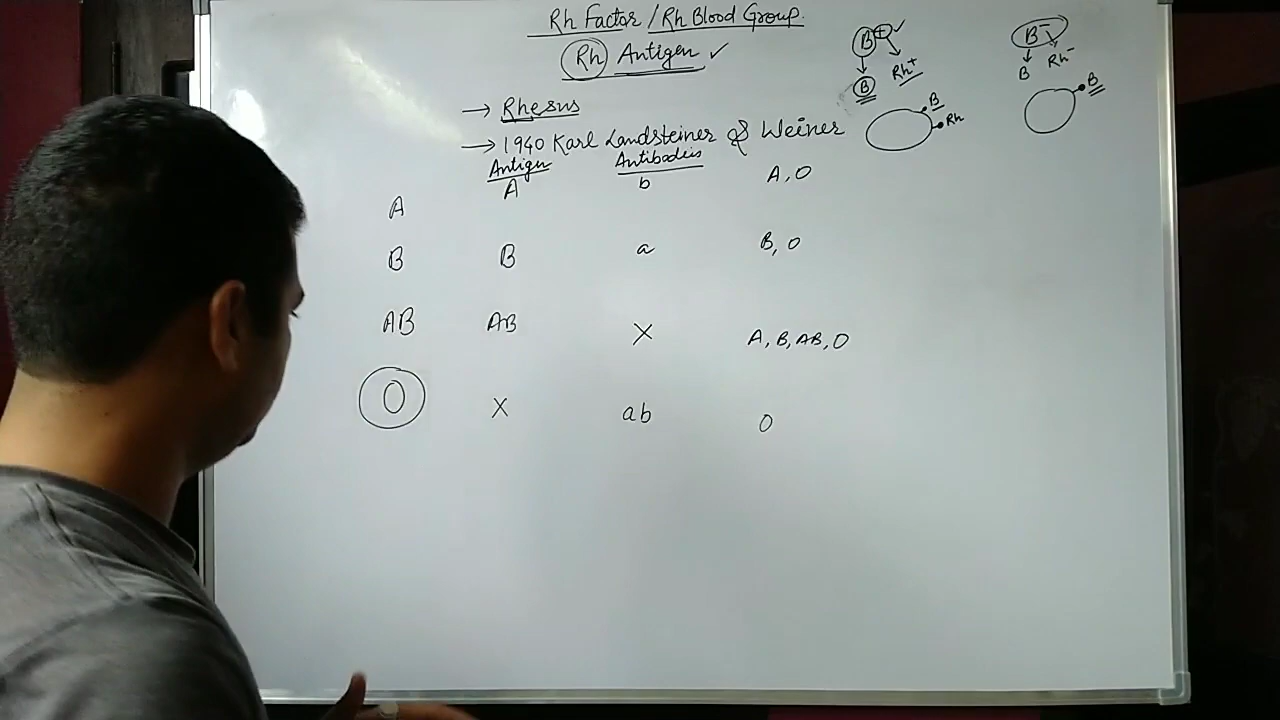 Rh Factor / Rh Blood Group
Rh Antigen ✓
→ Rhesus
→ 1940 Karl Landsteiner & Weiner
B+ ✓
B Rh+
B
Rh
B-
B Rh-
B
Antigen Antibodies
A A b A, O
B B a B, O
AB AB X A, B, AB, O
O X ab O